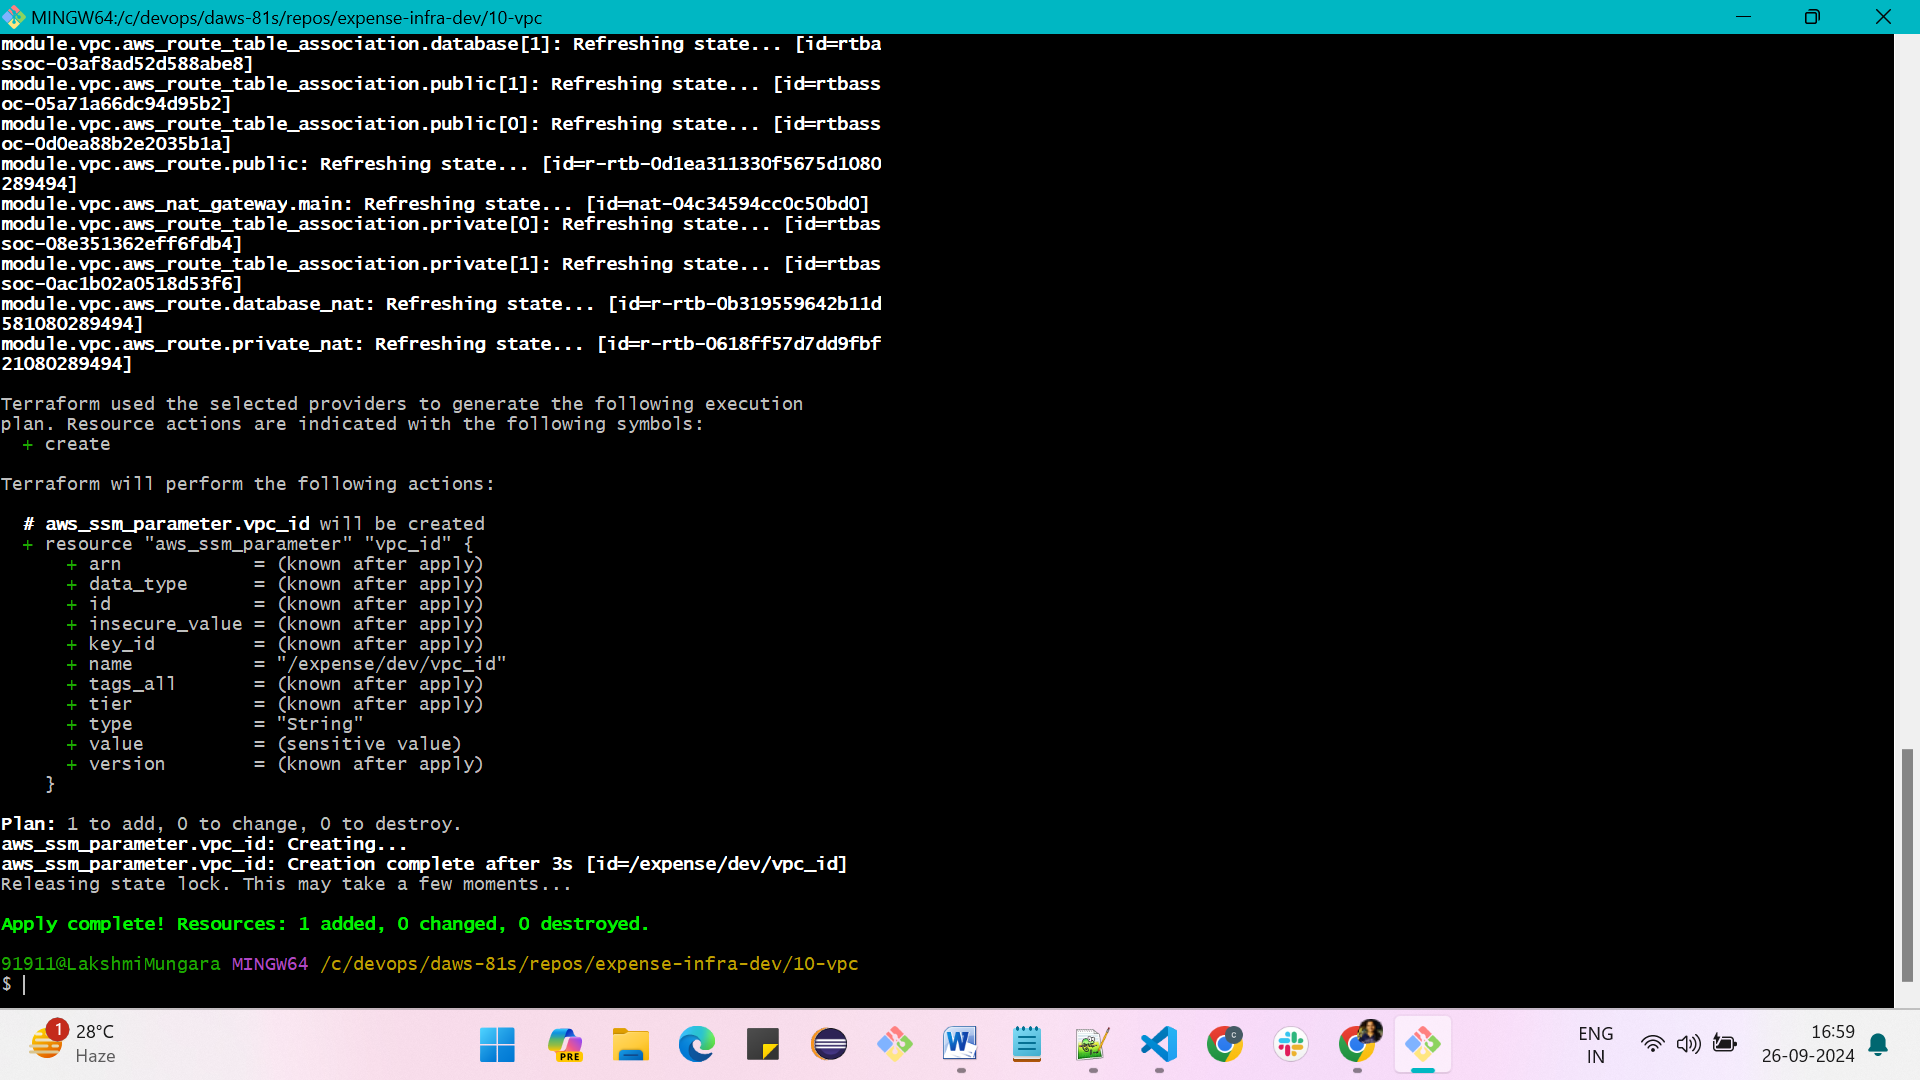 MINGW64:/c/devops/daws-81s/repos/expense-infra-dev/10-vpc
module.vpc.aws_route_table_association.database[1]: Refreshing state... [id=rtba
ssoc-03af8ad52d588abe8]
module.vpc.aws_route_table_association.public[1]: Refreshing state... [id=rtbass
oc-05a71a66dc94d95b2]
module.vpc.aws_route_table_association.public[0]: Refreshing state... [id=rtbass
oc-0d0ea88b2e2035b1a]
module.vpc.aws_route.public: Refreshing state... [id=r-rtb-0d1ea311330f5675d1080
289494]
module.vpc.aws_nat_gateway.main: Refreshing state... [id=nat-04c34594cc0c50bd0]
module.vpc.aws_route_table_association.private[0]: Refreshing state... [id=rtbas
soc-08e351362eff6fdb4]
module.vpc.aws_route_table_association.private[1]: Refreshing state... [id=rtbas
soc-0ac1b02a0518d53f6]
module.vpc.aws_route.database_nat: Refreshing state... [id=r-rtb-0b319559642b11d
581080289494]
module.vpc.aws_route.private_nat: Refreshing state... [id=r-rtb-0618ff57d7dd9fbf
21080289494]
Terraform used the selected providers to generate the following execution
plan. Resource actions are indicated with the following symbols:
  + create
Terraform will perform the following actions:
  # aws_ssm_parameter.vpc_id will be created
  + resource "aws_ssm_parameter" "vpc_id" {
      + arn            = (known after apply)
      + data_type      = (known after apply)
      + id             = (known after apply)
      + insecure_value = (known after apply)
      + key_id         = (known after apply)
      + name           = "/expense/dev/vpc_id"
      + tags_all       = (known after apply)
      + tier           = (known after apply)
      + type           = "String"
      + value          = (sensitive value)
      + version        = (known after apply)
    }
Plan: 1 to add, 0 to change, 0 to destroy.
aws_ssm_parameter.vpc_id: Creating...
aws_ssm_parameter.vpc_id: Creation complete after 3s [id=/expense/dev/vpc_id]
Releasing state lock. This may take a few moments...
Apply complete! Resources: 1 added, 0 changed, 0 destroyed.
91911@LakshmiMungara MINGW64 /c/devops/daws-81s/repos/expense-infra-dev/10-vpc
$
1
28°C
Haze
PRE
W
C
ENG
IN
16:59
26-09-2024